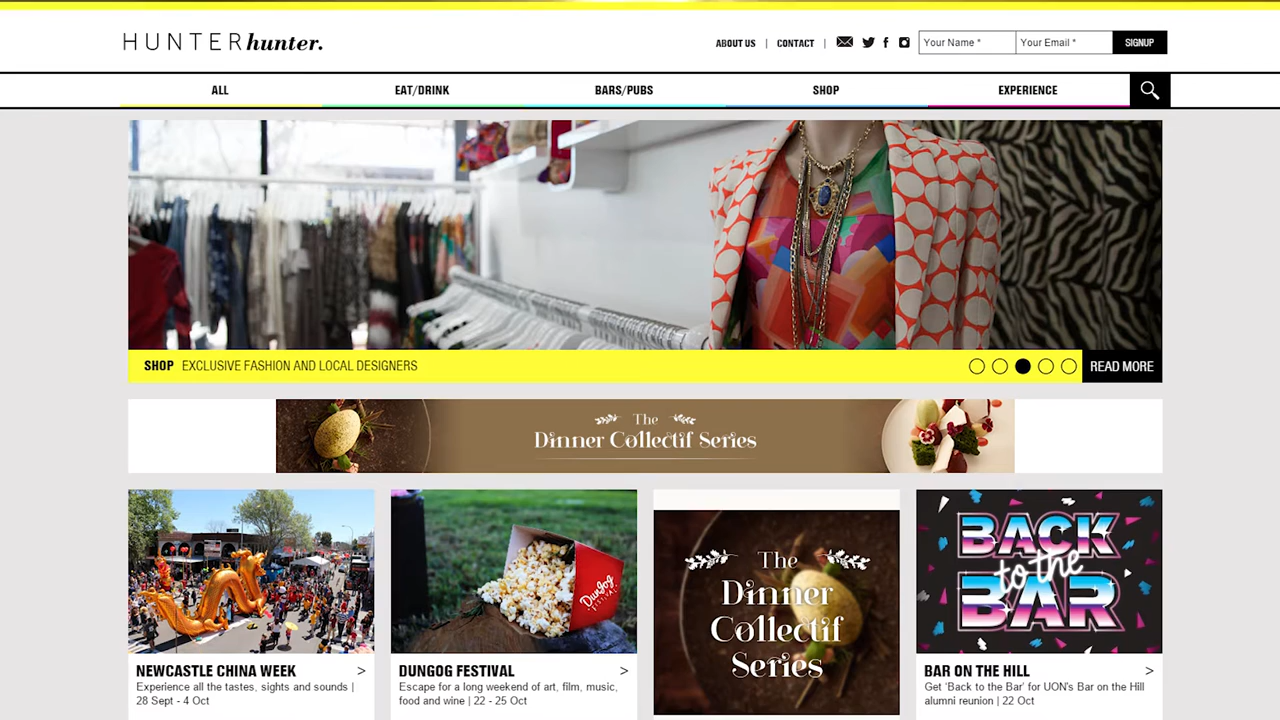 HUNTER hunter.
ABOUT US | CONTACT |
Your Name *
Your Email *
SIGNUP
ALL
EAT/DRINK
BARS/PUBS
SHOP
EXPERIENCE
SHOP EXCLUSIVE FASHION AND LOCAL DESIGNERS
READ MORE
The
Dinner Collectif Series
Dungog
FESTIVAL
The
Dinner
Collectif
Series
BACK
to the
BAR
NEWCASTLE CHINA WEEK >
Experience all the tastes, sights and sounds |
28 Sept - 4 Oct
DUNGOG FESTIVAL >
Escape for a long weekend of art, film, music,
food and wine | 22 - 25 Oct
BAR ON THE HILL >
Get 'Back to the Bar' for UON's Bar on the Hill
alumni reunion | 22 Oct